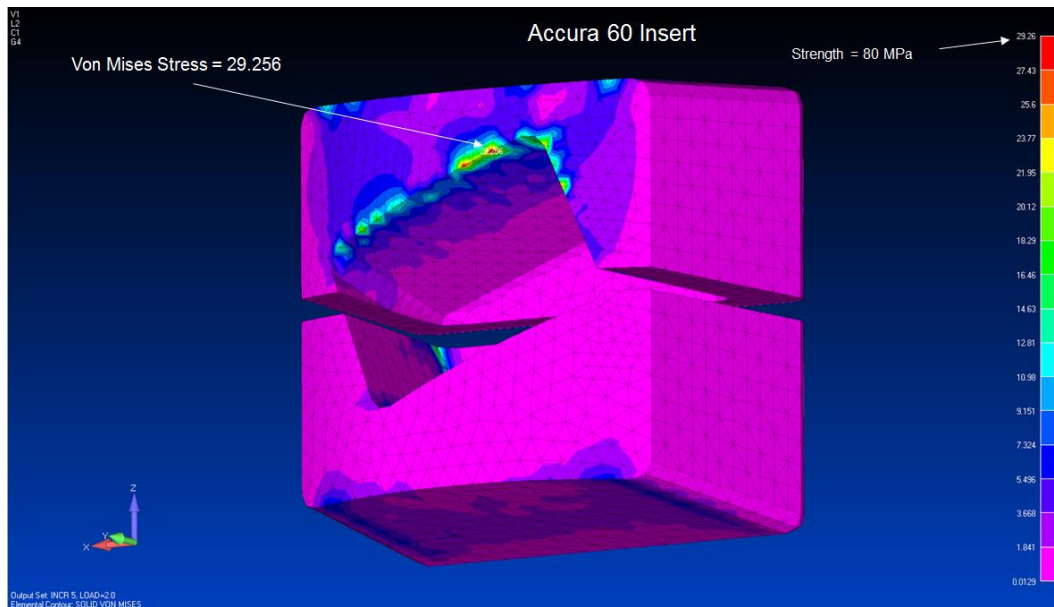 V1
L2
C1
G4
Accura 60 Insert
Strength = 80 MPa
Von Mises Stress = 29.256
29.26
27.43
25.6
23.77
21.95
20.12
18.29
16.46
14.63
12.81
10.98
9.151
7.324
5.496
3.668
1.841
0.0129
Z
Y
X
Output Set: INCR 5, LOAD=2.0
Elemental Contour: SOLID VON MISES